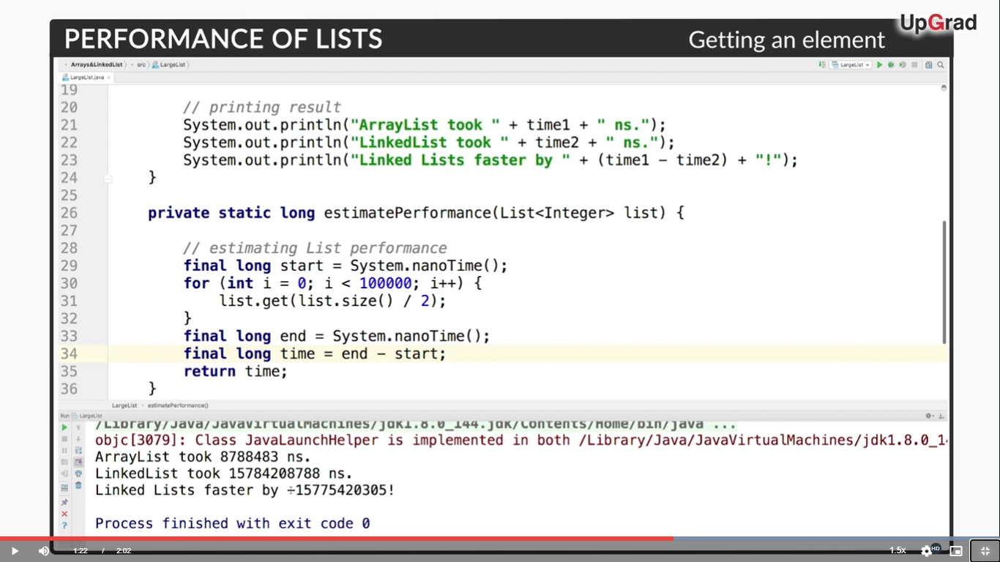 UpGrad
PERFORMANCE OF LISTS
Getting an element
Arrays&LinkedList
src
LargeList
LargeList
LargeList.java
19
20 // printing result
21 System.out.println("ArrayList took " + time1 + " ns.");
22 System.out.println("LinkedList took " + time2 + " ns.");
23 System.out.println("Linked Lists faster by " + (time1 - time2) + "!");
24 }
25
26 private static long estimatePerformance(List<Integer> list) {
27
28 // estimating List performance
29 final long start = System.nanoTime();
30 for (int i = 0; i < 100000; i++) {
31 list.get(list.size() / 2);
32 }
33 final long end = System.nanoTime();
34 final long time = end - start;
35 return time;
36 }
LargeList estimatePerformance()
Run LargeList
/Library/Java/JavaVirtualMachines/jdk1.8.0_144.jdk/Contents/Home/bin/java ...
objc[3079]: Class JavaLaunchHelper is implemented in both /Library/Java/JavaVirtualMachines/jdk1.8.0_14
ArrayList took 8788483 ns.
LinkedList took 15784208788 ns.
Linked Lists faster by -15775420305!
Process finished with exit code 0
1:22 / 2:02
1.5x
HD